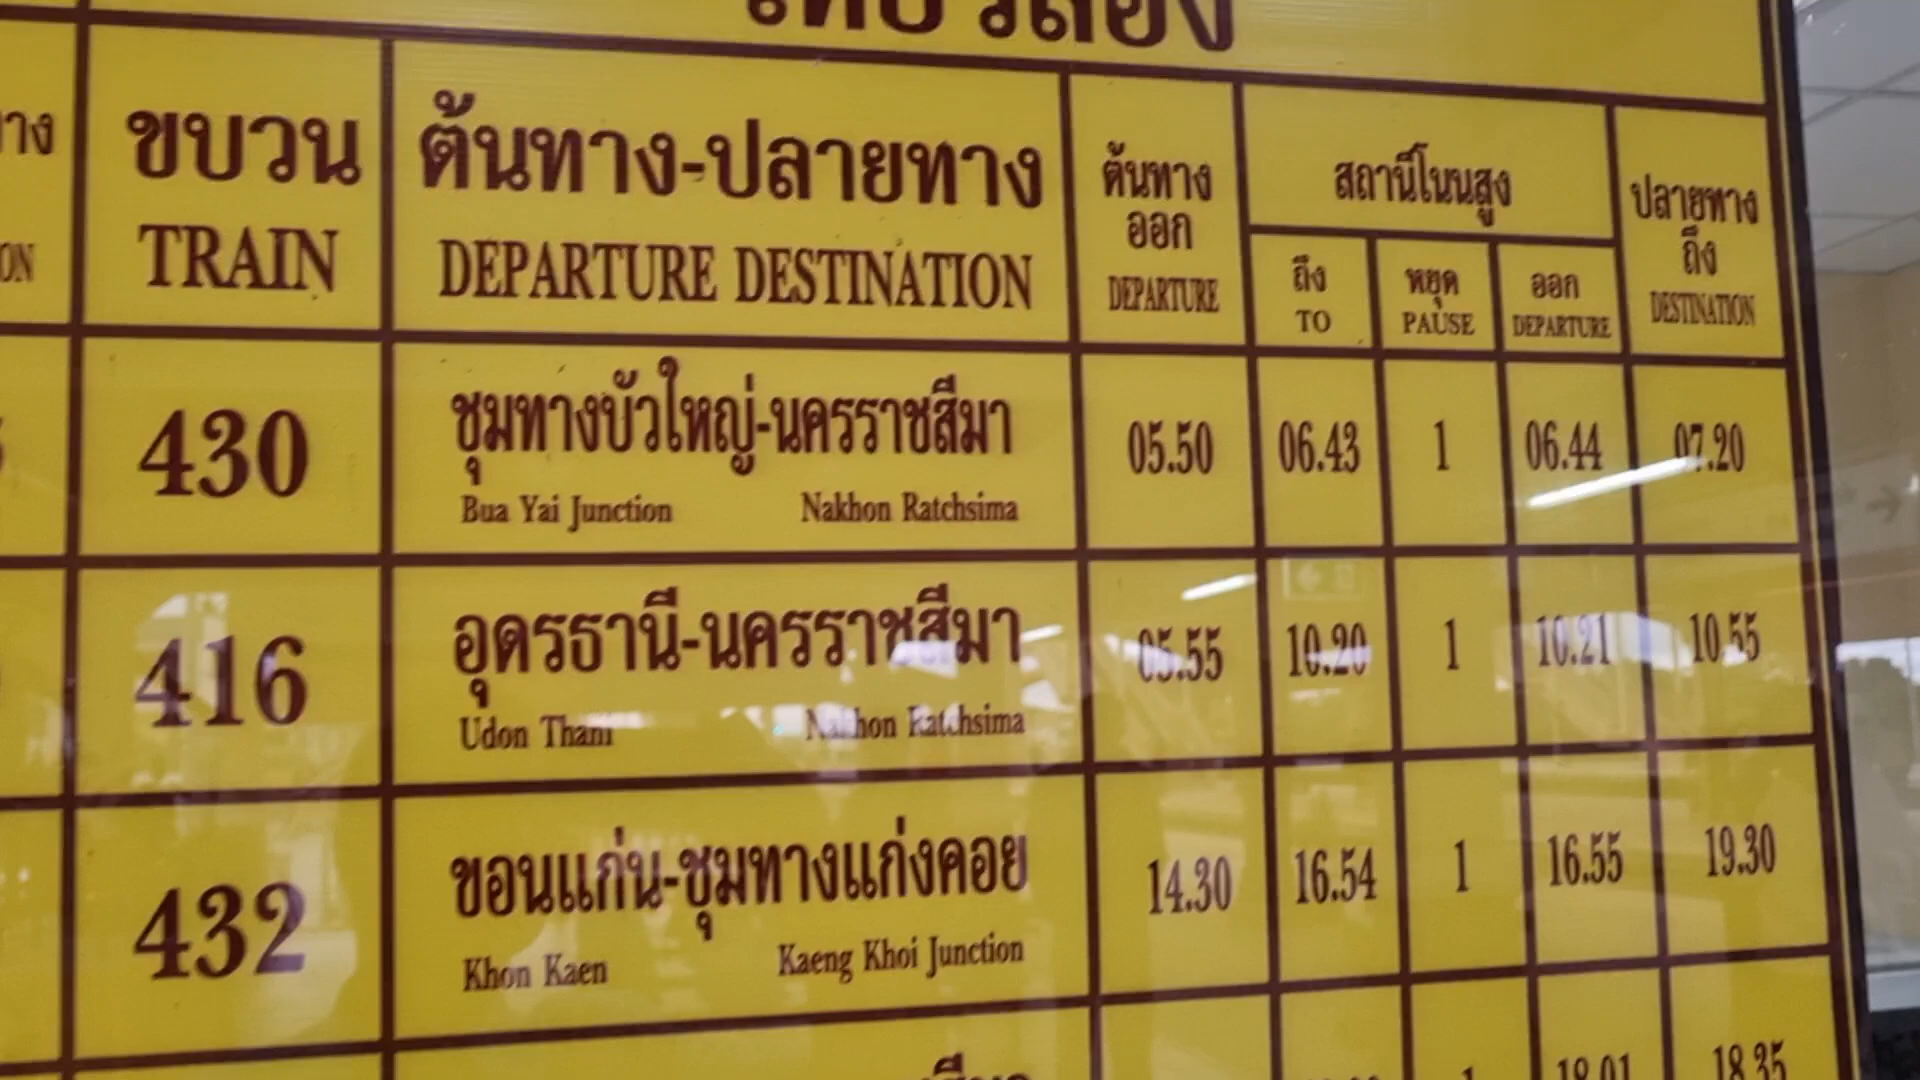 เที่ยวล่อง
ขบวน
TRAIN
ต้นทาง-ปลายทาง
DEPARTURE DESTINATION
ต้นทาง
ออก
DEPARTURE
สถานีโนนสูง
ถึง
TO
หยุด
PAUSE
ออก
DEPARTURE
ปลายทาง
ถึง
DESTINATION
430
ชุมทางบัวใหญ่-นครราชสีมา
Bua Yai Junction Nakhon Ratchsima
05.50 06.43 1 06.44 07.20
416
อุดรธานี-นครราชสีมา
Udon Thani Nakhon Ratchsima
05.55 10.20 1 10.21 10.55
432
ขอนแก่น-ชุมทางแก่งคอย
Khon Kaen Kaeng Khoi Junction
14.30 16.54 1 16.55 19.30
1 18.01 18.35